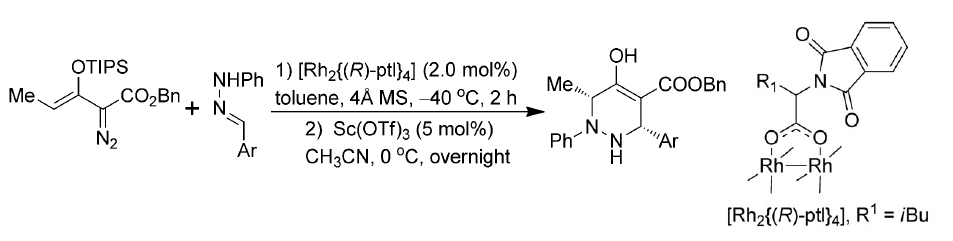 OTIPS
Me
CO₂Bn
N₂
+
NHPh
N
Ar
1) [Rh₂{(R)-ptl}₄] (2.0 mol%)
toluene, 4Å MS, –40 °C, 2 h
2) Sc(OTf)₃ (5 mol%)
CH₃CN, 0 °C, overnight
OH
Me
COOBn
N
Ph
N
H
Ar
O
R₁
N
O
O
O
Rh
Rh
[Rh₂{(R)-ptl}₄], R¹ = iBu